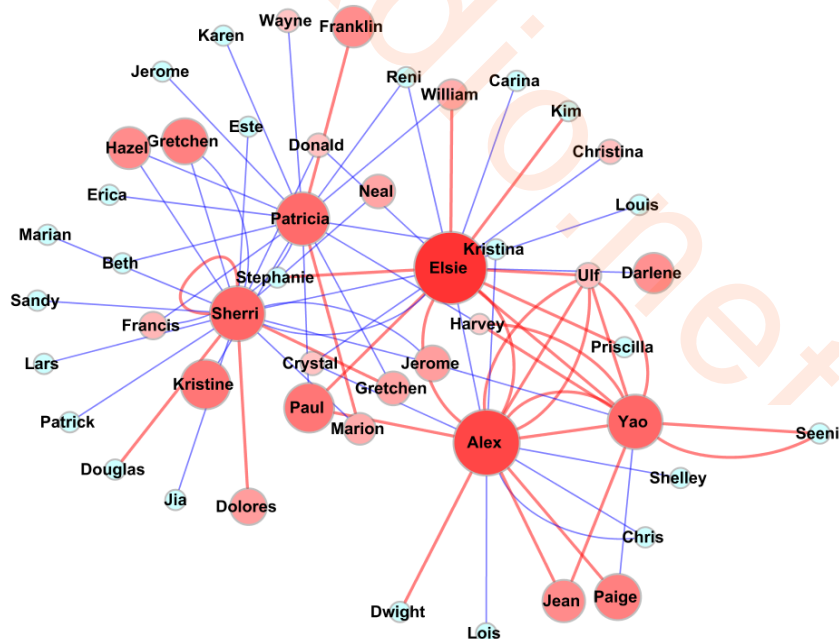 Wayne
Franklin
Karen
Jerome
Reni
Carina
William
Kim
Este
Donald
Hazel
Gretchen
Christina
Neal
Erica
Louis
Patricia
Marian
Kristina
Beth
Stephanie
Elsie
Ulf
Darlene
Sandy
Francis
Sherri
Harvey
Priscilla
Lars
Crystal
Jerome
Kristine
Gretchen
Paul
Patrick
Marion
Alex
Yao
Seeni
Douglas
Shelley
Jia
Dolores
Chris
Jean
Paige
Dwight
Lois